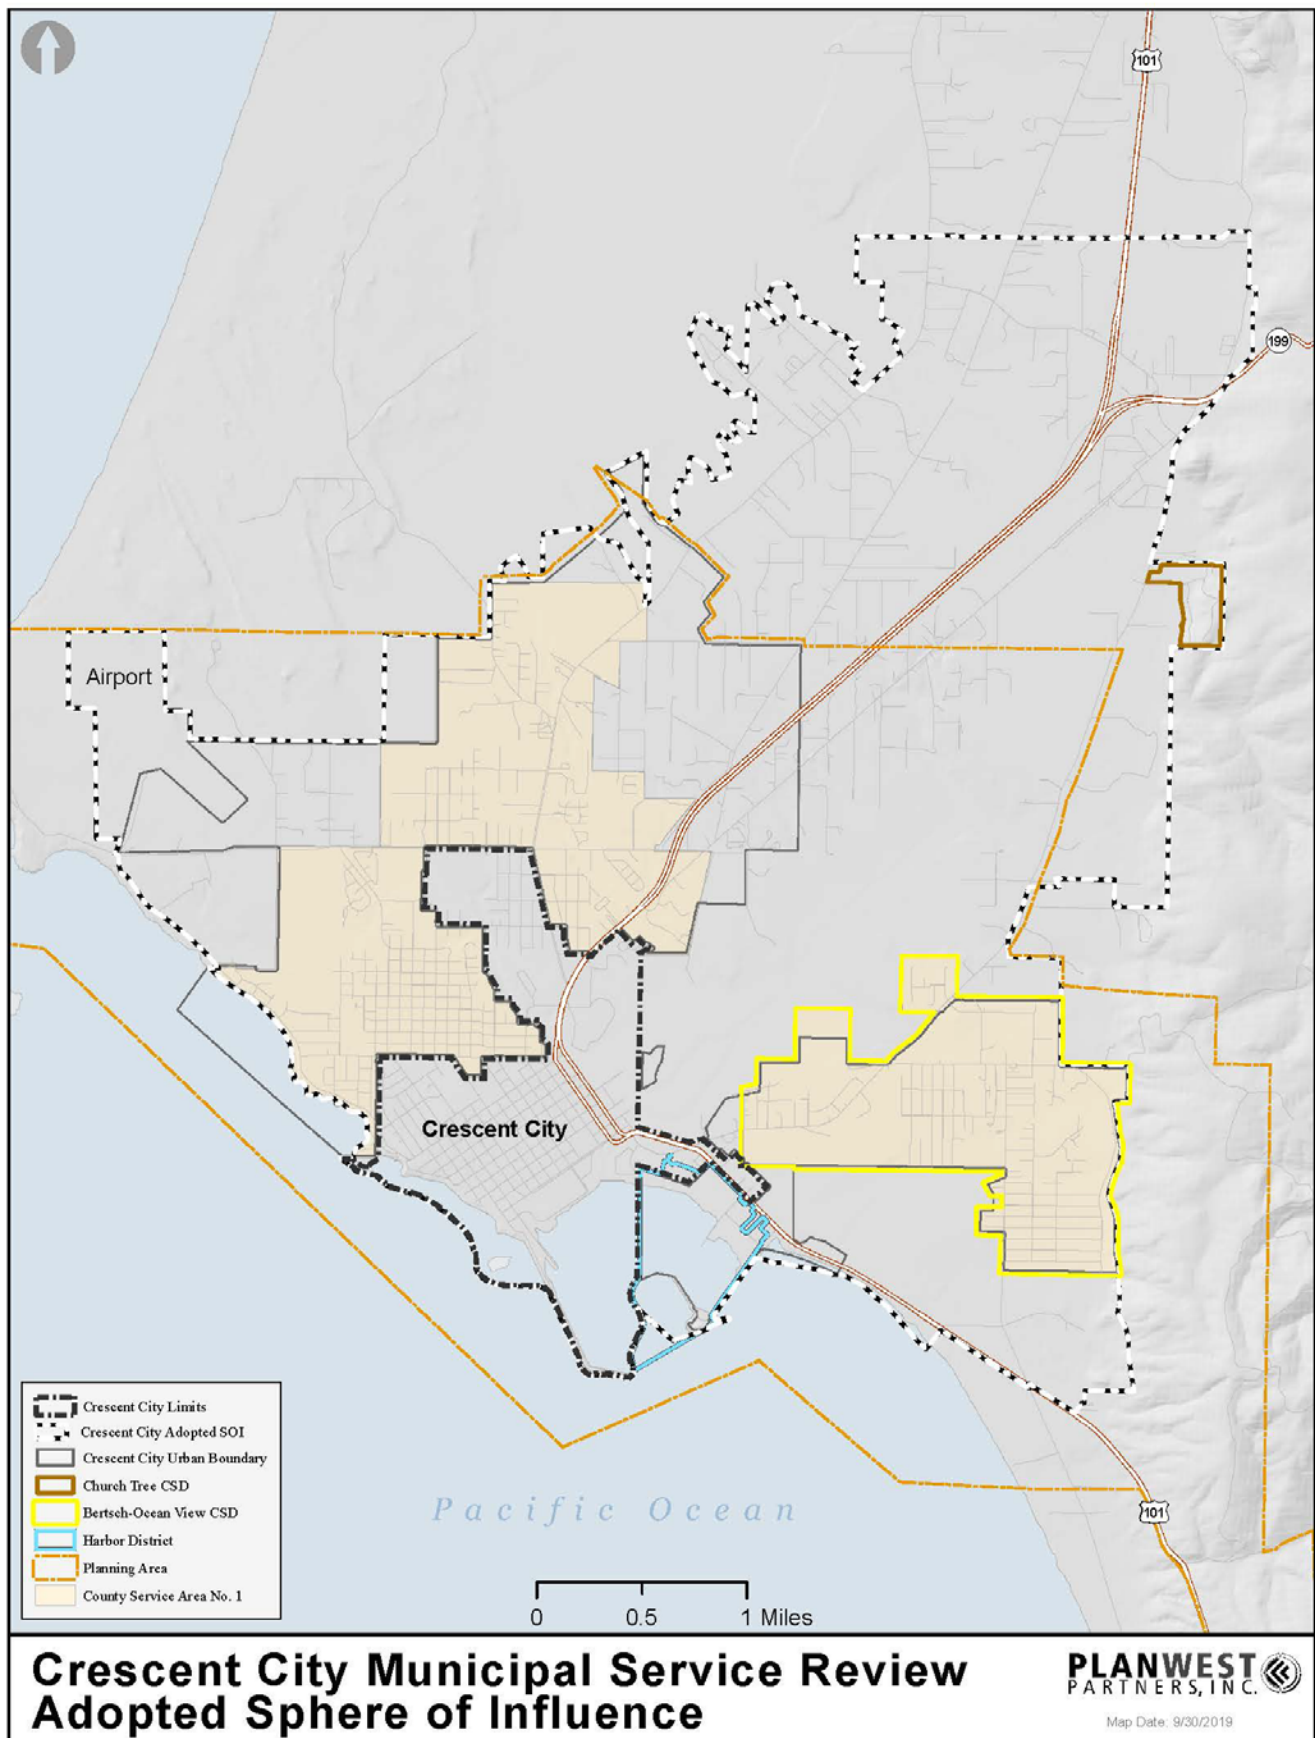 101
199
Airport
Crescent City
Crescent City Limits
Crescent City Adopted SOI
Crescent City Urban Boundary
Church Tree CSD
Bertsch-Ocean View CSD
Harbor District
Planning Area
County Service Area No. 1
Pacific Ocean
101
0 0.5 1 Miles
Crescent City Municipal Service Review
Adopted Sphere of Influence
PLANWEST
PARTNERS, INC.
Map Date: 9/30/2019